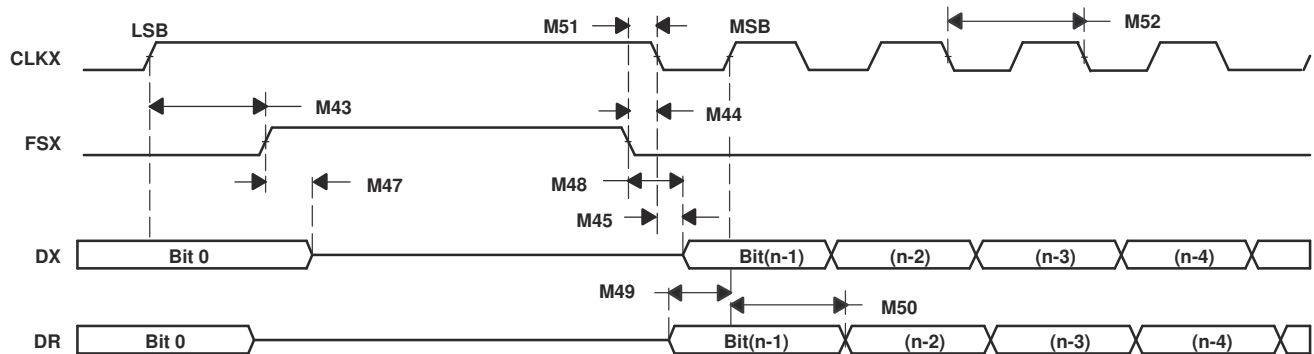 LSB M51 MSB M52
CLKX
M43 M44
FSX
M47 M48
M45
DX Bit 0 Bit(n-1) (n-2) (n-3) (n-4)
M49 M50
DR Bit 0 Bit(n-1) (n-2) (n-3) (n-4)